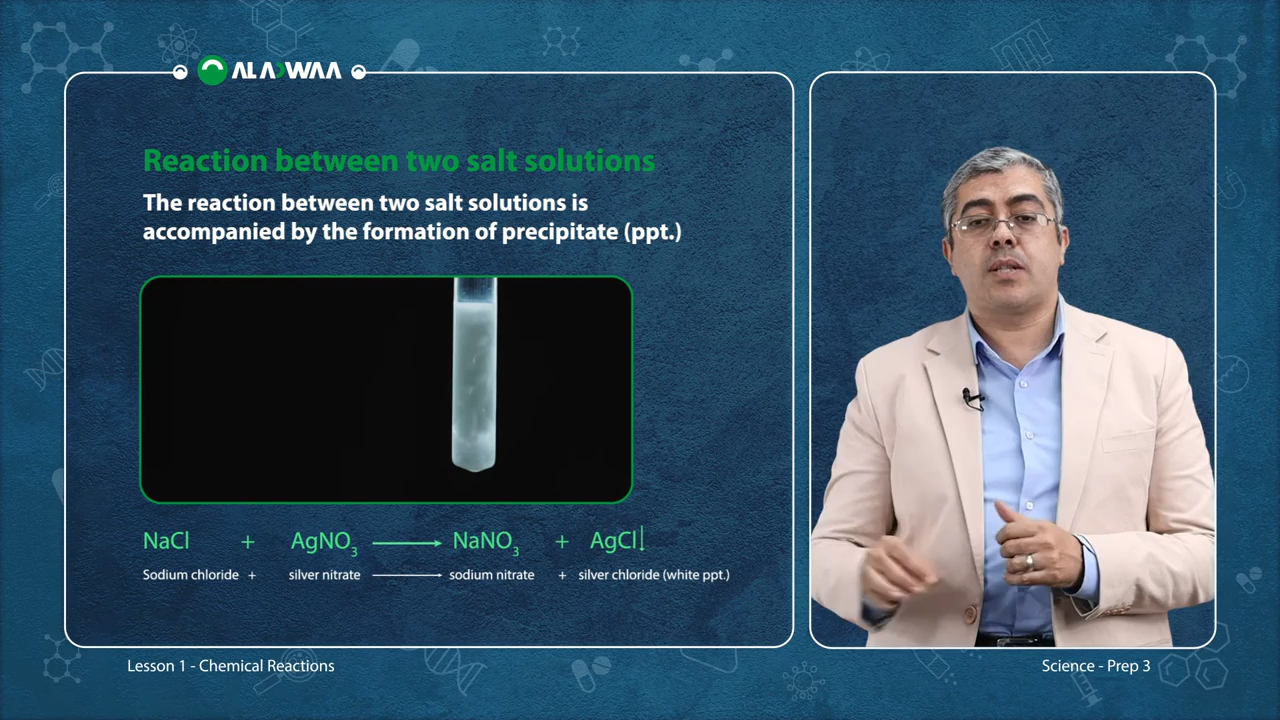 ALADWAA
Reaction between two salt solutions
The reaction between two salt solutions is
accompanied by the formation of precipitate (ppt.)
NaCl + AgNO₃ ⟶ NaNO₃ + AgCl↓
Sodium chloride + silver nitrate ⟶ sodium nitrate + silver chloride (white ppt.)
Lesson 1 - Chemical Reactions
Science - Prep 3